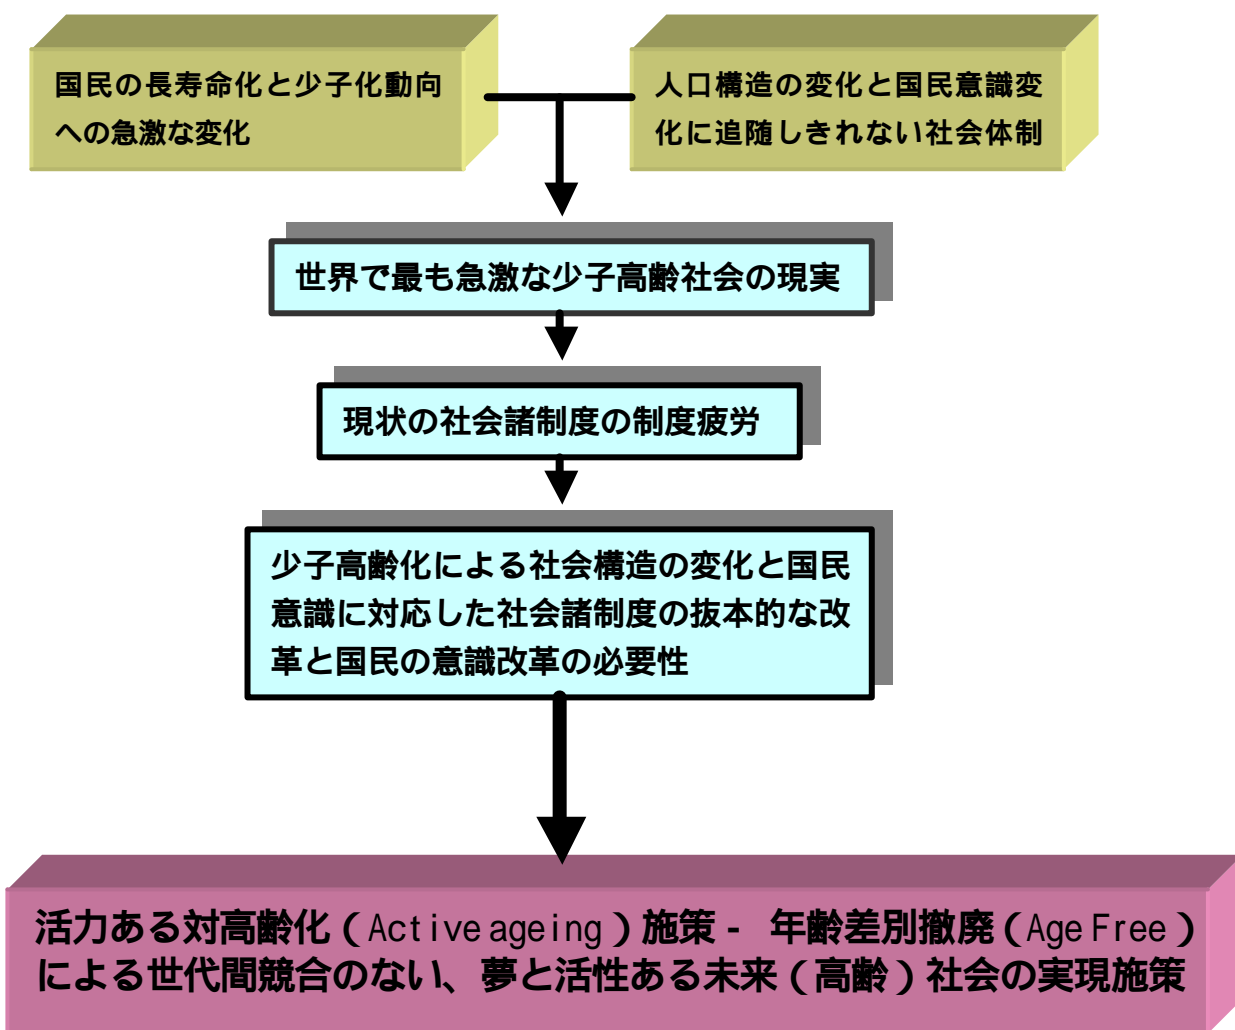 国民の長寿命化と少子化動向
への急激な変化
人口構造の変化と国民意識変
化に追随しきれない社会体制
世界で最も急激な少子高齢社会の現実
現状の社会諸制度の制度疲労
少子高齢化による社会構造の変化と国民
意識に対応した社会諸制度の抜本的な改
革と国民の意識改革の必要性
活力ある対高齢化（Active ageing）施策 - 年齢差別撤廃（Age Free）
による世代間競合のない、夢と活性ある未来（高齢）社会の実現施策